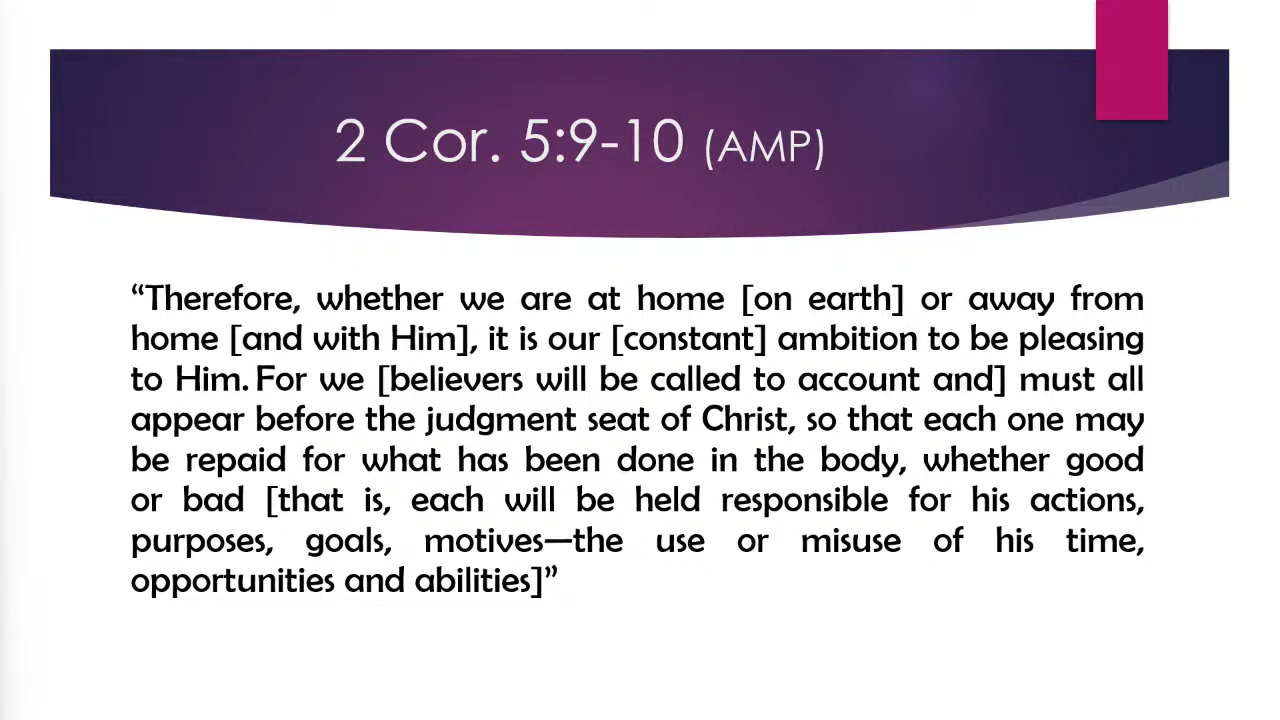 2 Cor. 5:9-10 (AMP)
“Therefore, whether we are at home [on earth] or away from
home [and with Him], it is our [constant] ambition to be pleasing
to Him. For we [believers will be called to account and] must all
appear before the judgment seat of Christ, so that each one may
be repaid for what has been done in the body, whether good
or bad [that is, each will be held responsible for his actions,
purposes, goals, motives—the use or misuse of his time,
opportunities and abilities]”